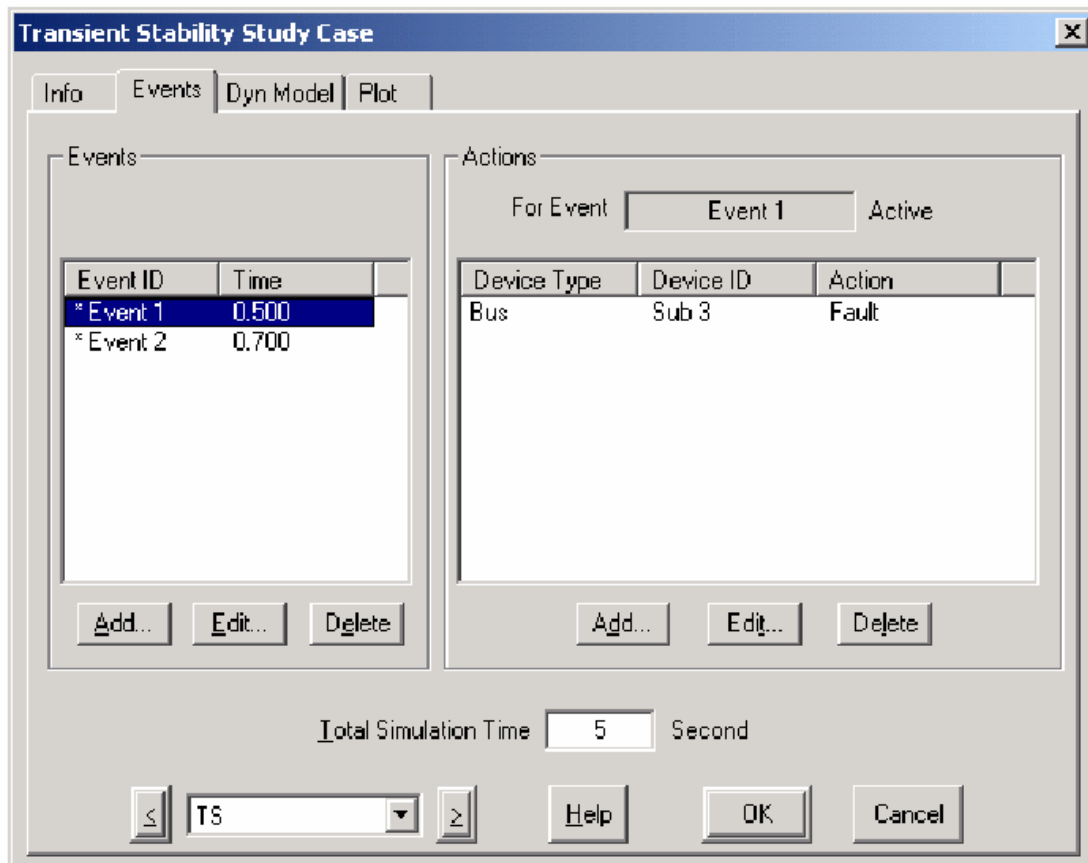 Transient Stability Study Case
Info Events Dyn Model Plot
Events
Event ID Time
* Event 1 0.500
* Event 2 0.700
Add... Edit... Delete
Actions
For Event Event 1 Active
Device Type Device ID Action
Bus Sub 3 Fault
Add... Edit... Delete
Total Simulation Time 5 Second
< TS > Help OK Cancel